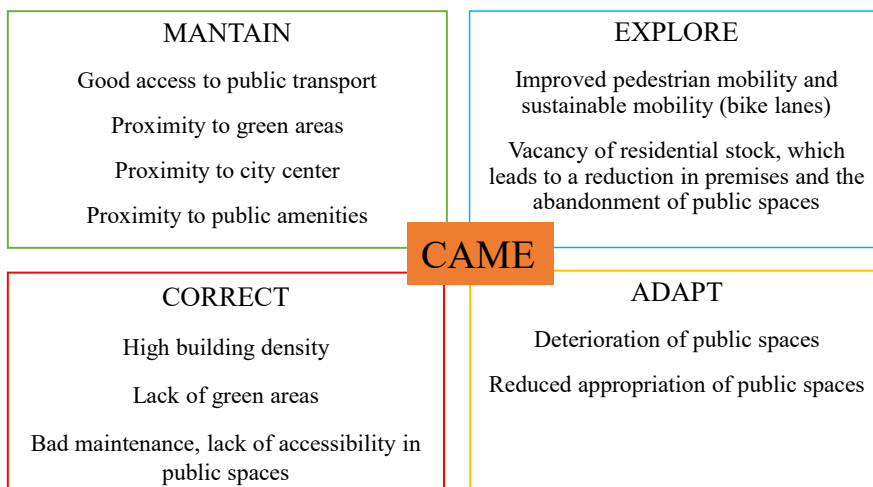 MANTAIN
Good access to public transport
Proximity to green areas
Proximity to city center
Proximity to public amenities
EXPLORE
Improved pedestrian mobility and
sustainable mobility (bike lanes)
Vacancy of residential stock, which
leads to a reduction in premises and the
abandonment of public spaces
CAME
CORRECT
High building density
Lack of green areas
Bad maintenance, lack of accessibility in
public spaces
ADAPT
Deterioration of public spaces
Reduced appropriation of public spaces